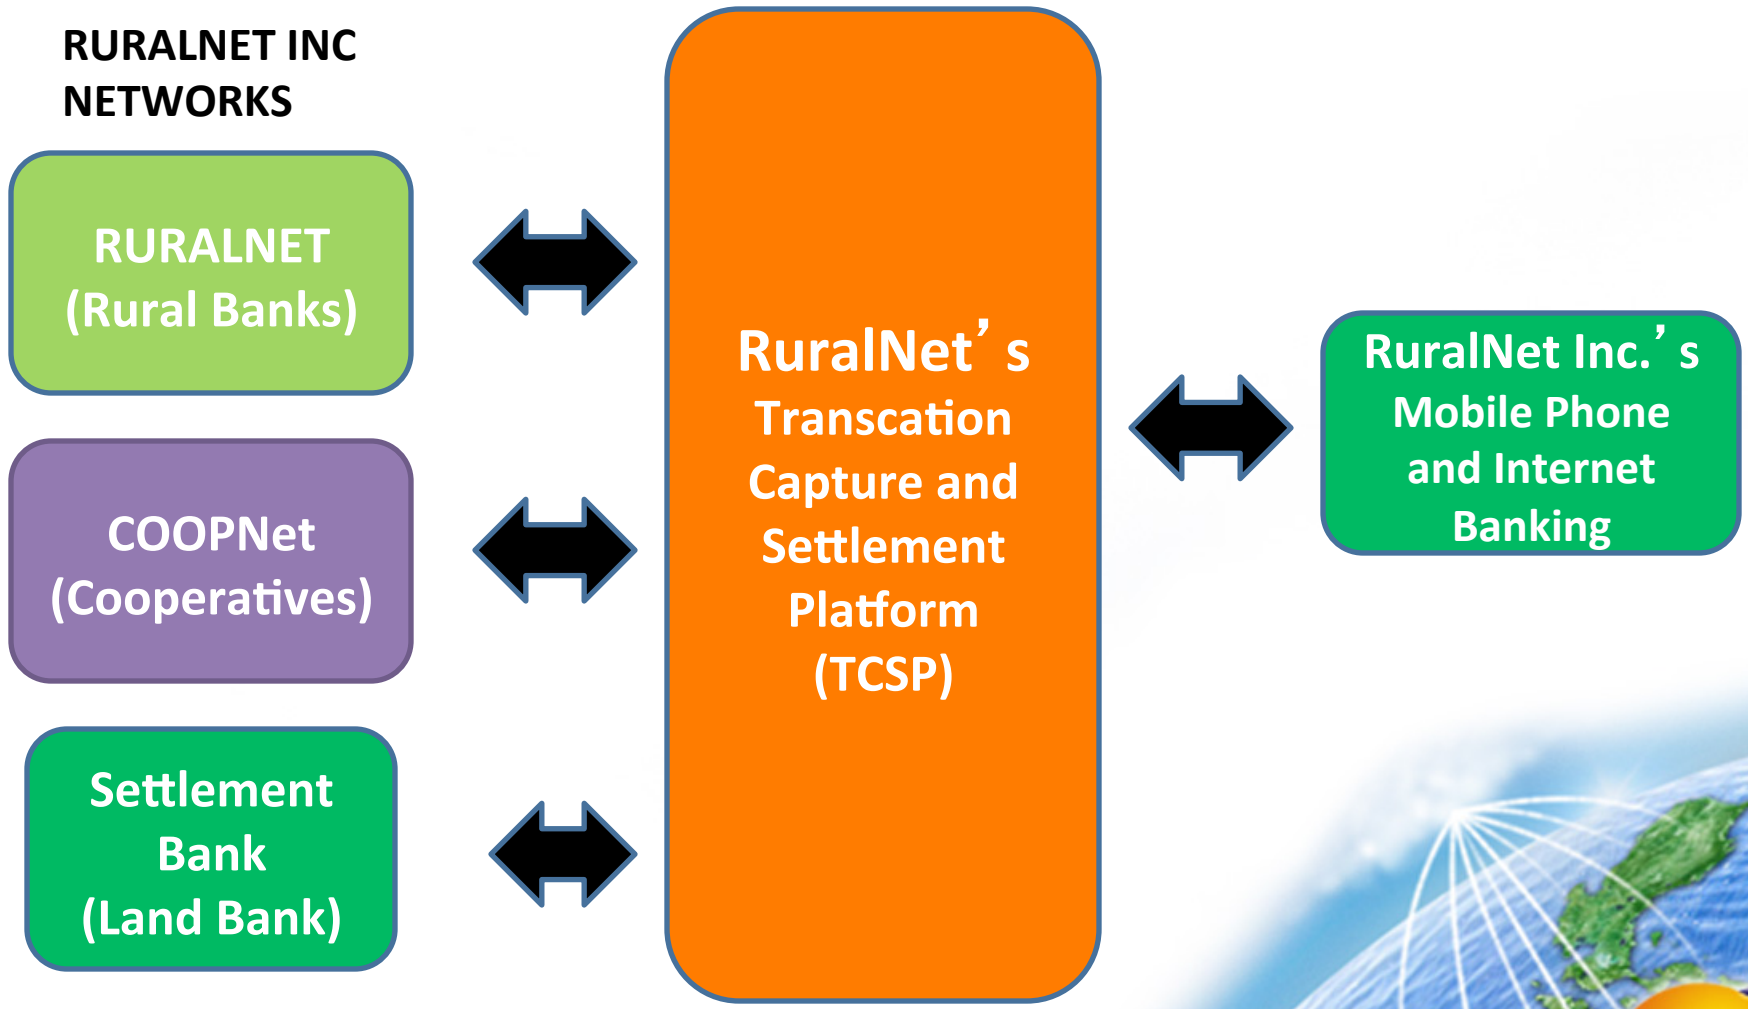 RURALNET INC
NETWORKS
RURALNET
(Rural Banks)
COOPNet
(Cooperatives)
Settlement
Bank
(Land Bank)
RuralNet’s
Transcation
Capture and
Settlement
Platform
(TCSP)
RuralNet Inc.’s
Mobile Phone
and Internet
Banking